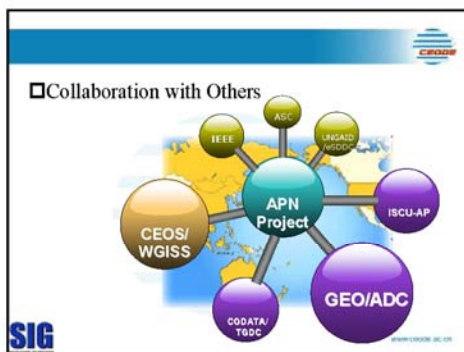 CEODE
Collaboration with Others
ASC
IEEE
UNGAID
/eSDDC
APN
Project
ISCU-AP
CEOS/
WGISS
GEO/ADC
CODATA/
TGDC
SIG
www.ceode.ac.cn